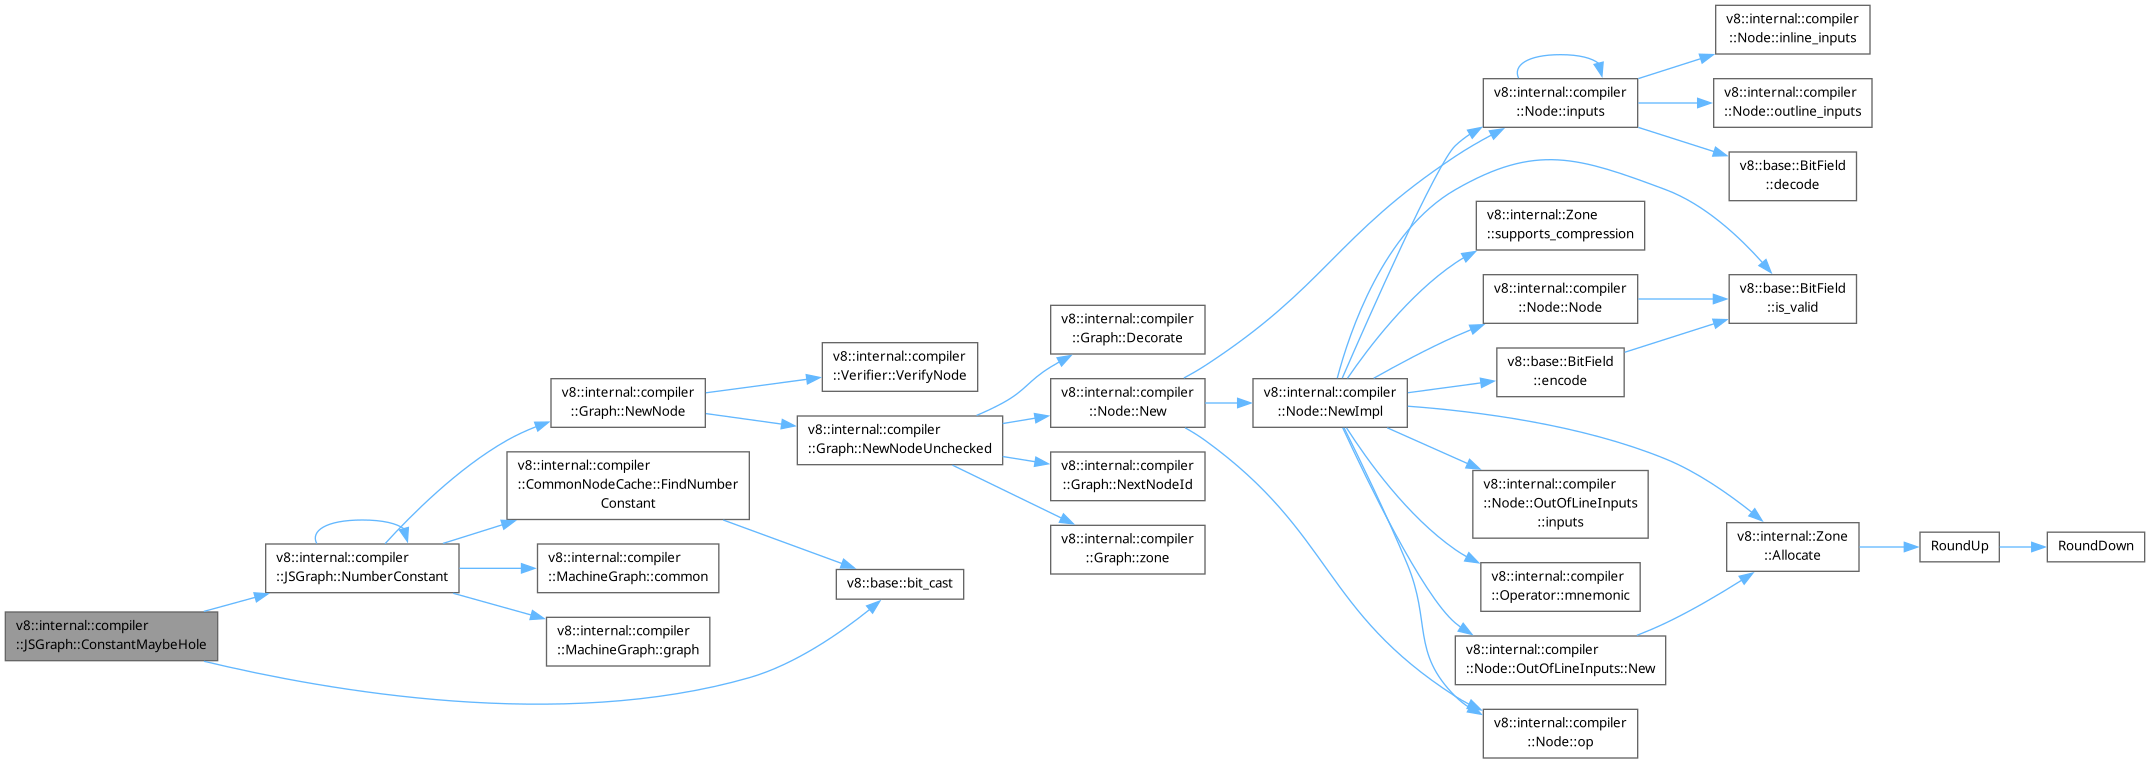 v8::internal::compiler
::JSGraph::ConstantMaybeHole
v8::internal::compiler
::JSGraph::NumberConstant
v8::internal::compiler
::Graph::NewNode
v8::internal::compiler
::CommonNodeCache::FindNumber
Constant
v8::internal::compiler
::MachineGraph::common
v8::internal::compiler
::MachineGraph::graph
v8::internal::compiler
::Verifier::VerifyNode
v8::internal::compiler
::Graph::NewNodeUnchecked
v8::base::bit_cast
v8::internal::compiler
::Graph::Decorate
v8::internal::compiler
::Node::New
v8::internal::compiler
::Graph::NextNodeId
v8::internal::compiler
::Graph::zone
v8::internal::compiler
::Node::NewImpl
v8::internal::compiler
::Node::inputs
v8::internal::Zone
::supports_compression
v8::internal::compiler
::Node::Node
v8::base::BitField
::encode
v8::internal::compiler
::Node::OutOfLineInputs
::inputs
v8::internal::compiler
::Operator::mnemonic
v8::internal::compiler
::Node::OutOfLineInputs::New
v8::internal::compiler
::Node::op
v8::internal::compiler
::Node::inline_inputs
v8::internal::compiler
::Node::outline_inputs
v8::base::BitField
::decode
v8::base::BitField
::is_valid
v8::internal::Zone
::Allocate
RoundUp
RoundDown